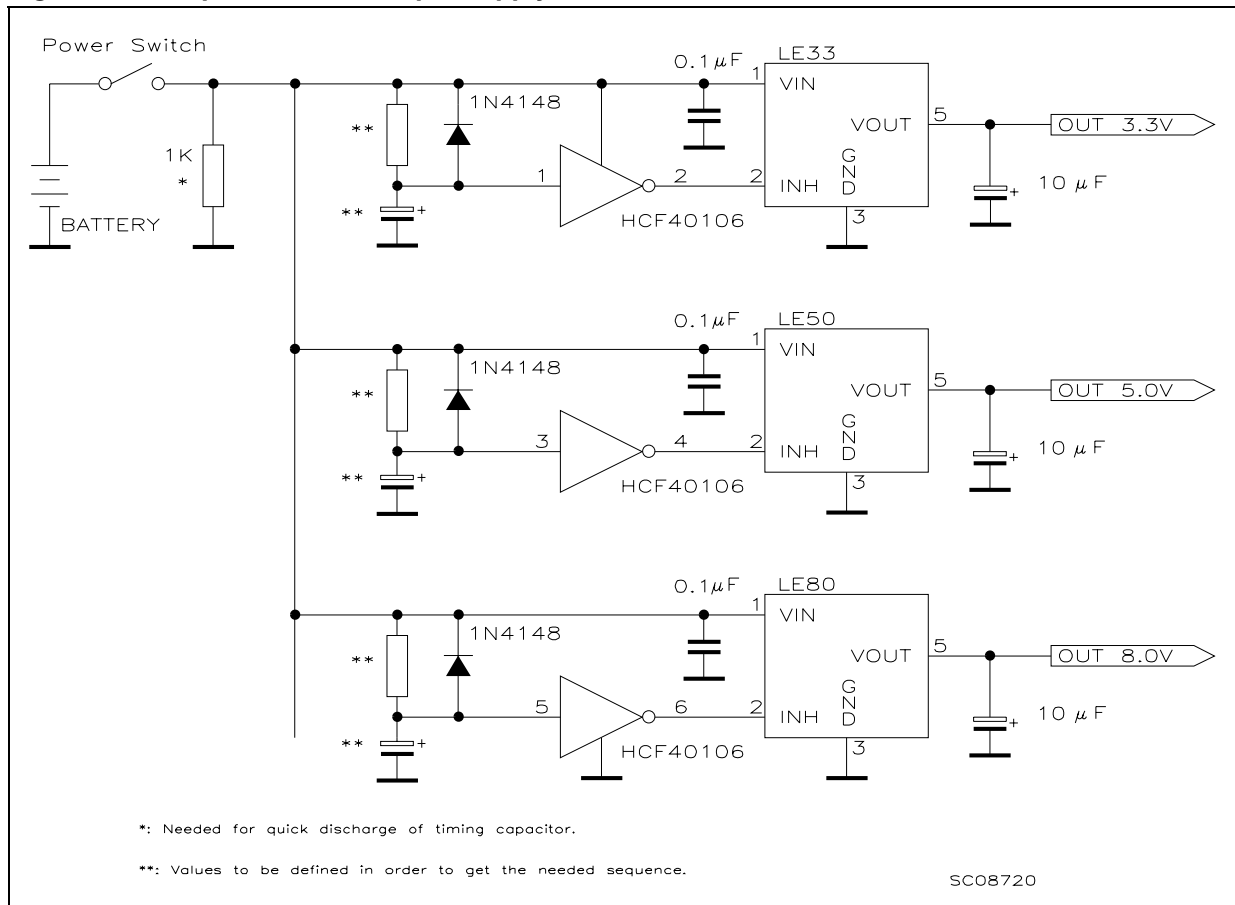 Power Switch
BATTERY
1K
*
**
**
+
1N4148
1
2
HCF40106
0.1μF
LE33
1
VIN
2
INH
GND
3
VOUT
5
+
10 μF
OUT 3.3V
**
**
+
1N4148
3
4
HCF40106
0.1μF
LE50
1
VIN
2
INH
GND
3
VOUT
5
+
10 μF
OUT 5.0V
**
**
+
1N4148
5
6
HCF40106
0.1μF
LE80
1
VIN
2
INH
GND
3
VOUT
5
+
10 μF
OUT 8.0V
*: Needed for quick discharge of timing capacitor.
**: Values to be defined in order to get the needed sequence.
SC08720